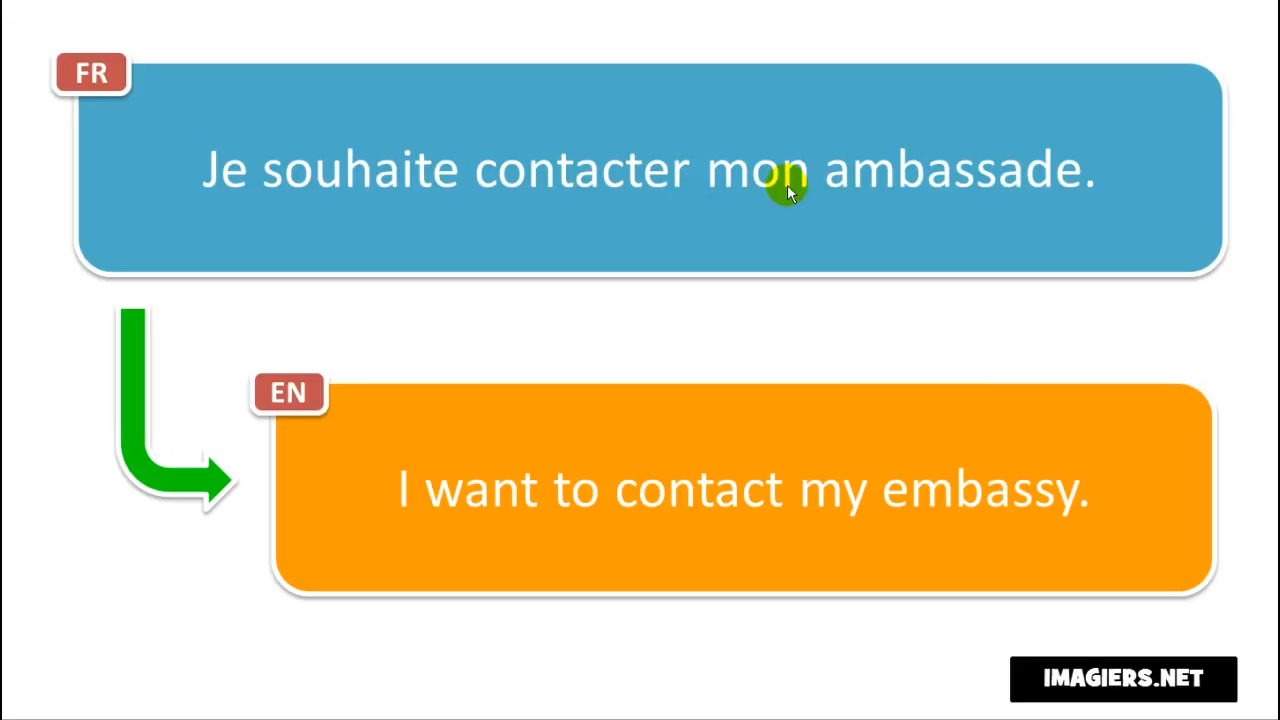 FR
Je souhaite contacter mon ambassade.
EN
I want to contact my embassy.
IMAGIERS.NET